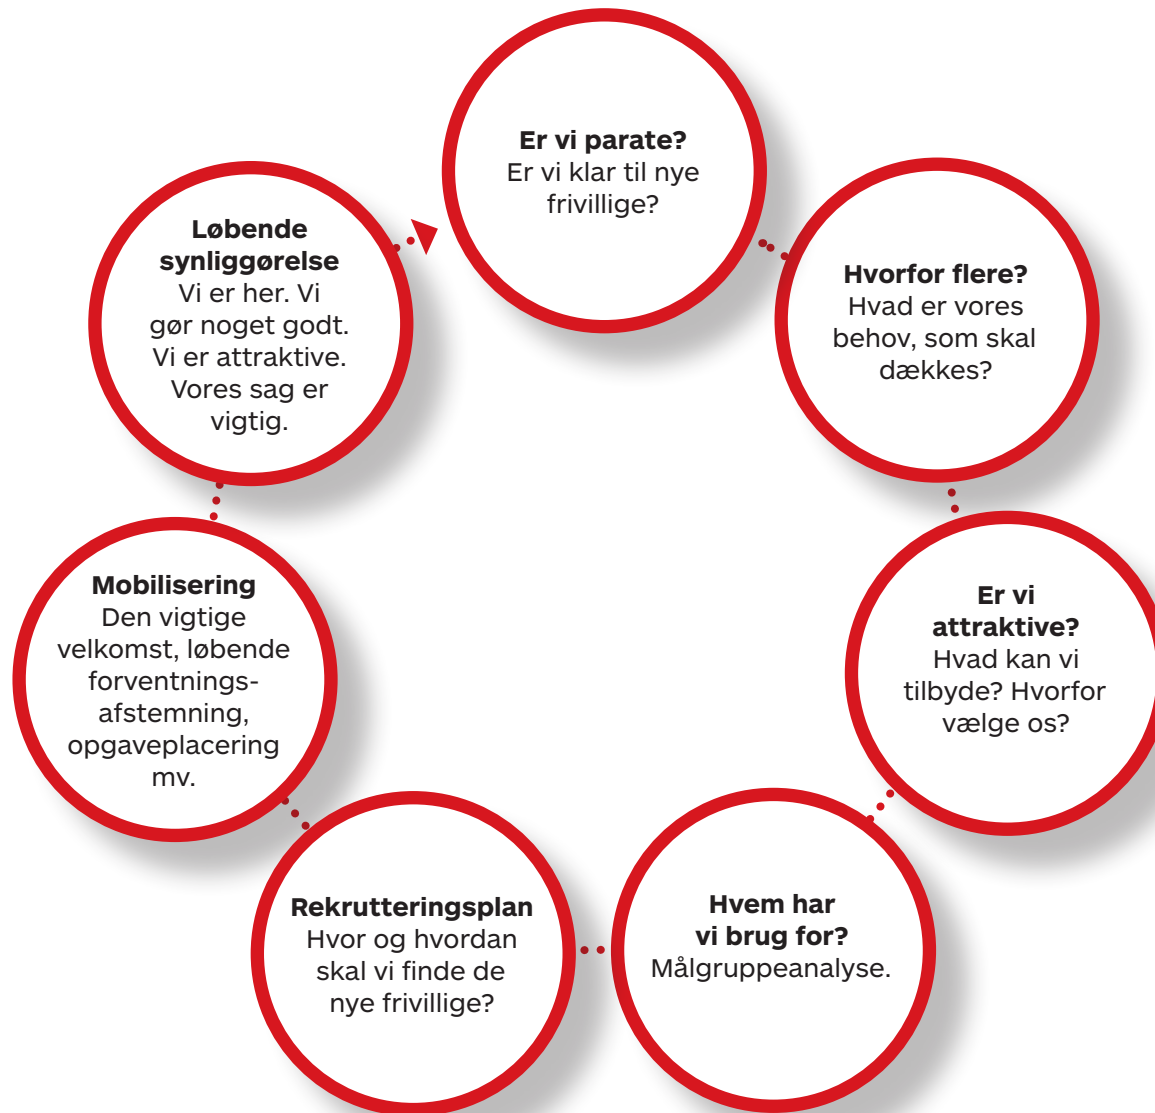 Er vi parate?
Er vi klar til nye
frivillige?
Hvorfor flere?
Hvad er vores
behov, som skal
dækkes?
Er vi
attraktive?
Hvad kan vi
tilbyde? Hvorfor
vælge os?
Hvem har
vi brug for?
Målgruppeanalyse.
Rekrutteringsplan
Hvor og hvordan
skal vi finde de
nye frivillige?
Mobilisering
Den vigtige
velkomst, løbende
forventnings-
afstemning,
opgaveplacering
mv.
Løbende
synliggørelse
Vi er her. Vi
gør noget godt.
Vi er attraktive.
Vores sag er
vigtig.